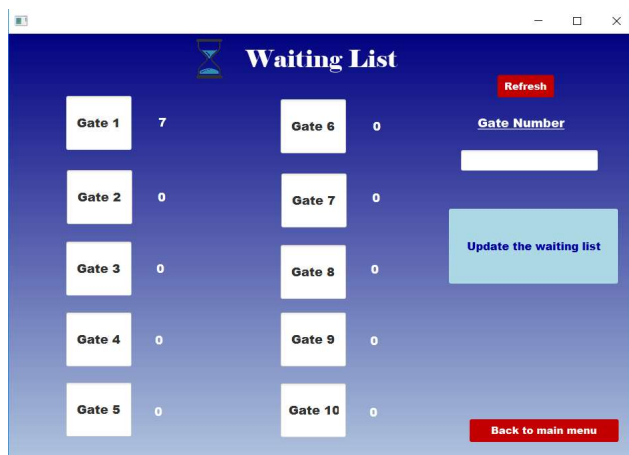 Waiting List
Refresh
Gate 1 7
Gate 6 0
Gate Number
Gate 2 0
Gate 7 0
Update the waiting list
Gate 3 0
Gate 8 0
Gate 4 0
Gate 9 0
Gate 5 0
Gate 10 0
Back to main menu